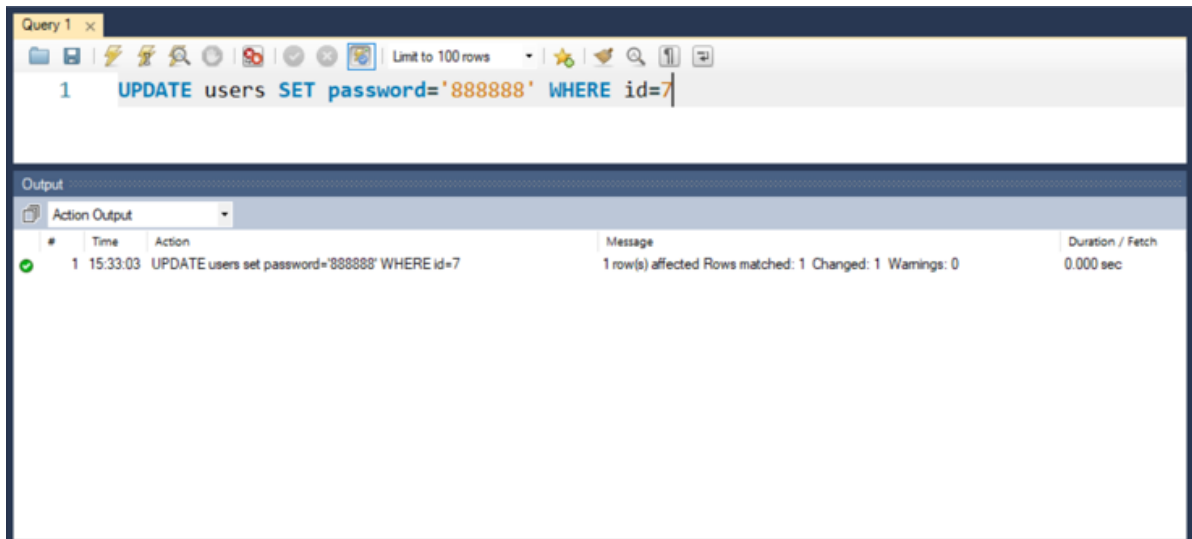 Query 1
Limit to 100 rows
1 UPDATE users SET password='888888' WHERE id=7
Output
Action Output
# Time Action Message Duration / Fetch
1 15:33:03 UPDATE users set password='888888' WHERE id=7 1 row(s) affected Rows matched: 1 Changed: 1 Warnings: 0 0.000 sec